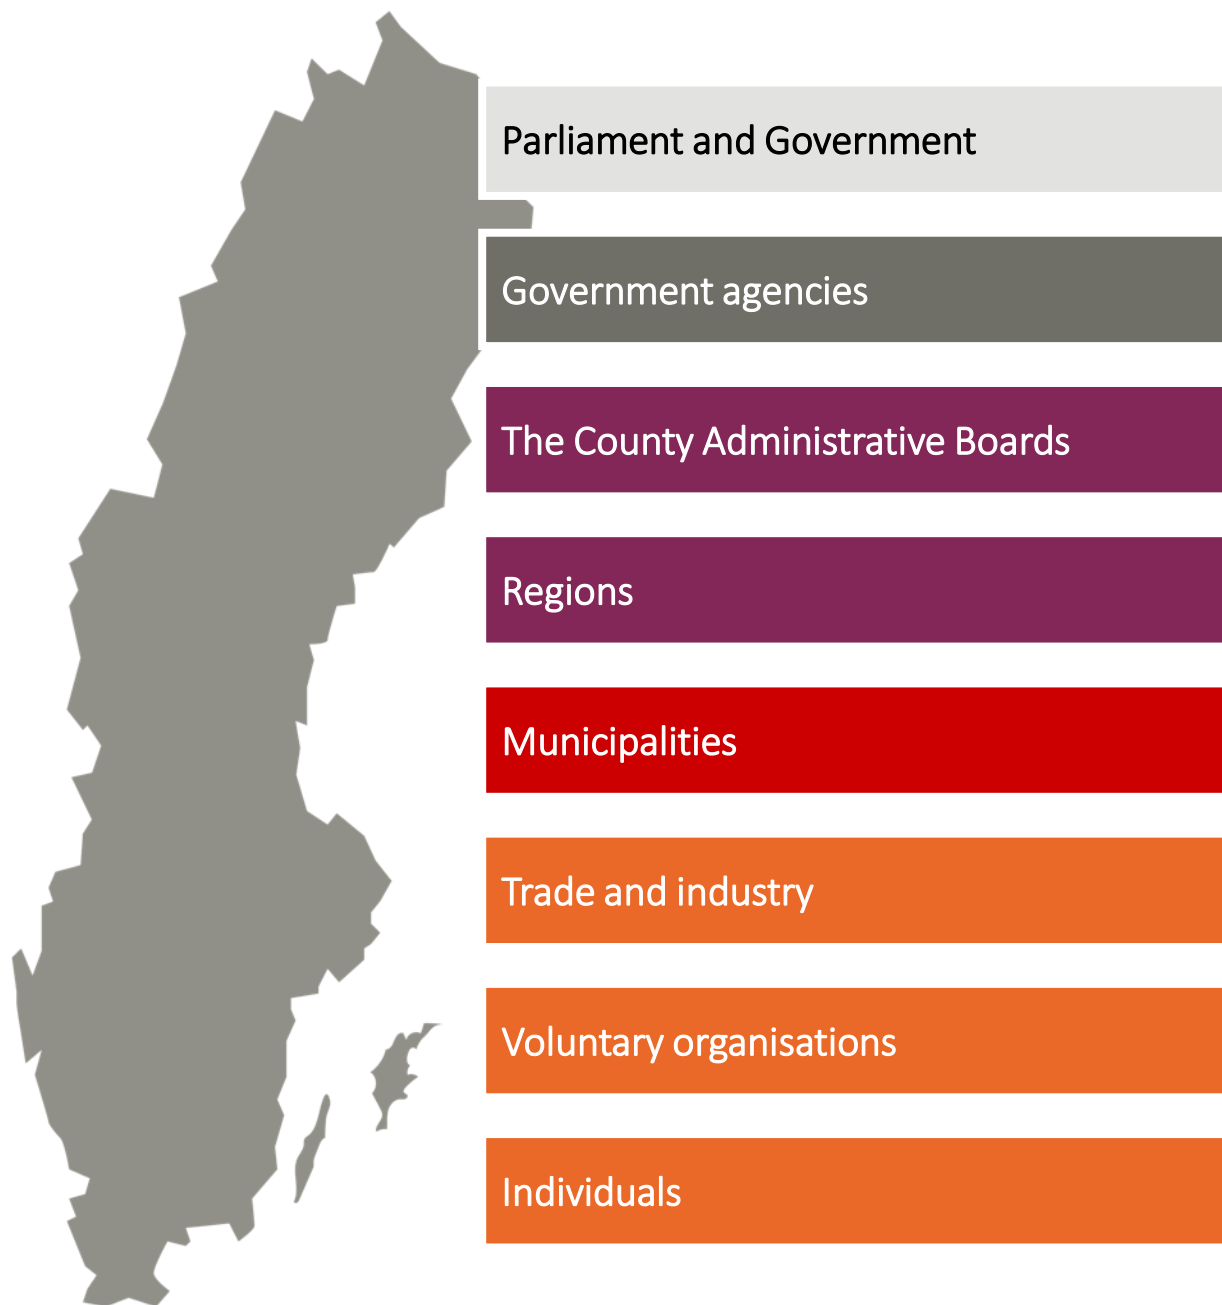 Parliament and Government
Government agencies
The County Administrative Boards
Regions
Municipalities
Trade and industry
Voluntary organisations
Individuals